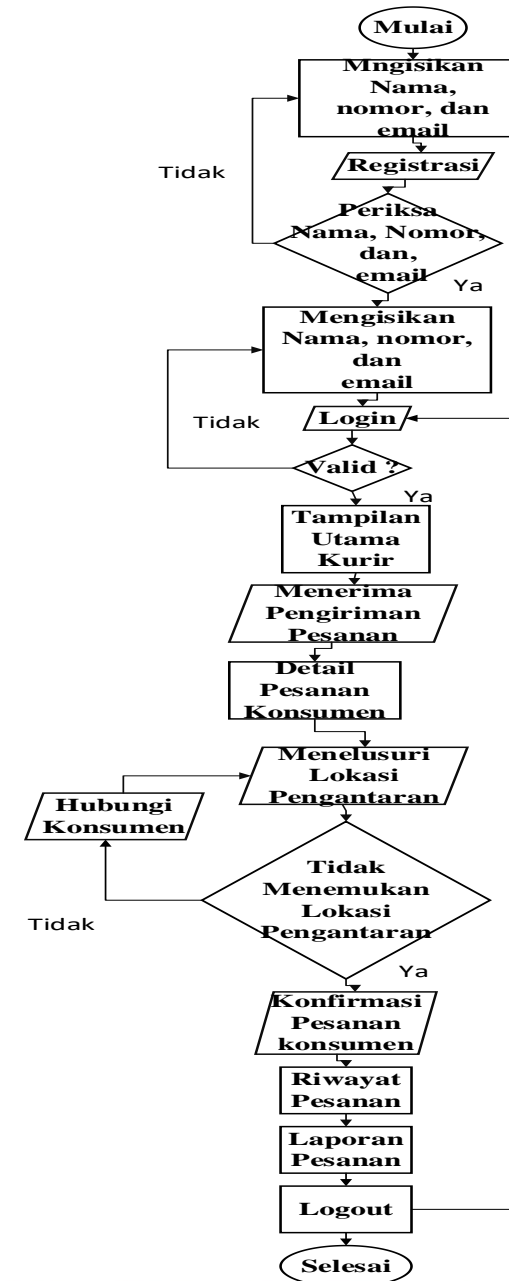 Mulai
Mngisikan
Nama,
nomor, dan
email
Registrasi
Tidak
Periksa
Nama, Nomor,
dan,
email
Ya
Mengisikan
Nama, nomor,
dan
email
Tidak
Login
Valid ?
Ya
Tampilan
Utama
Kurir
Menerima
Pengiriman
Pesanan
Detail
Pesanan
Konsumen
Menelusuri
Lokasi
Pengantaran
Hubungi
Konsumen
Tidak
Menemukan
Lokasi
Pengantaran
Tidak
Ya
Konfirmasi
Pesanan
konsumen
Riwayat
Pesanan
Laporan
Pesanan
Logout
Selesai